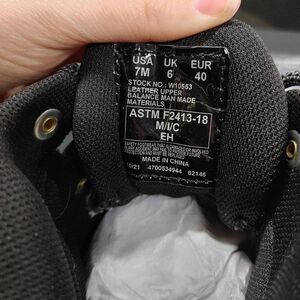 USA UK EUR
7M 6 40
STOCK NO.: W10553
LEATHER UPPER
BALANCE MAN MADE
MATERIALS
ASTM F2413-18
M/I/C
EH
MADE IN CHINA
4700534944 62146